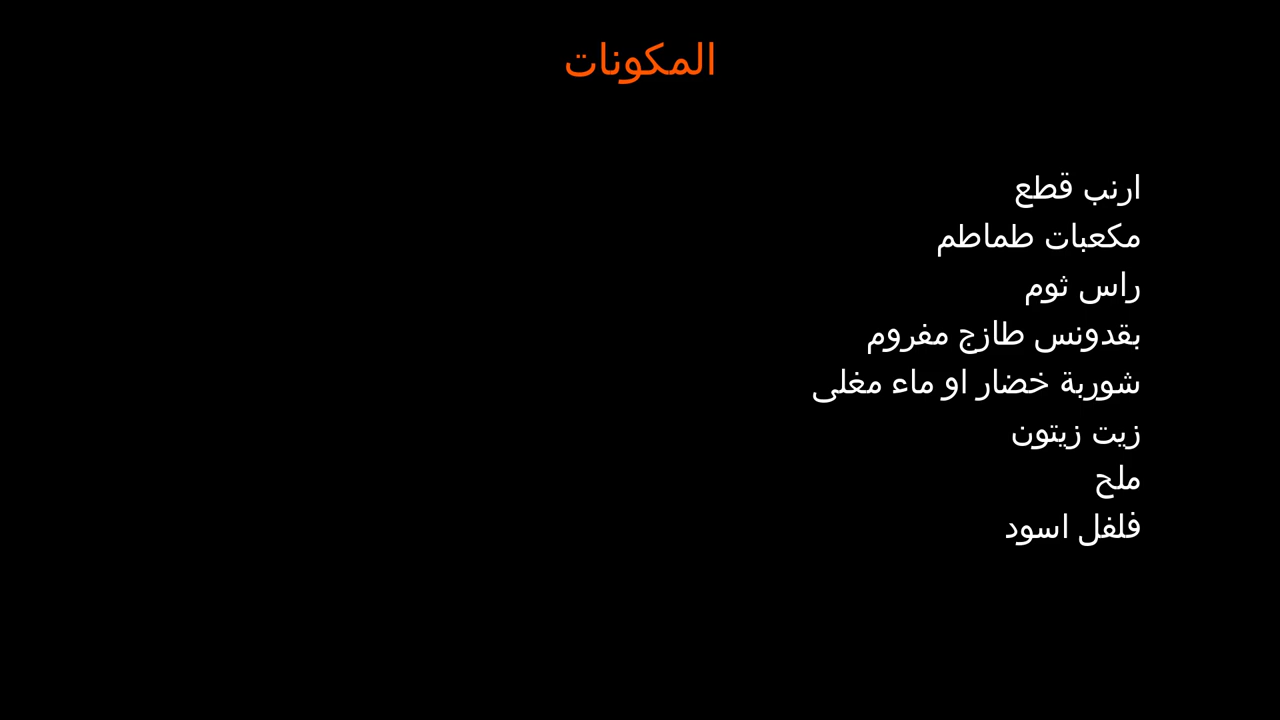 المكونات
ارنب قطع
مكعبات طماطم
راس ثوم
بقدونس طازج مفروم
شوربة خضار او ماء مغلى
زيت زيتون
ملح
فلفل اسود